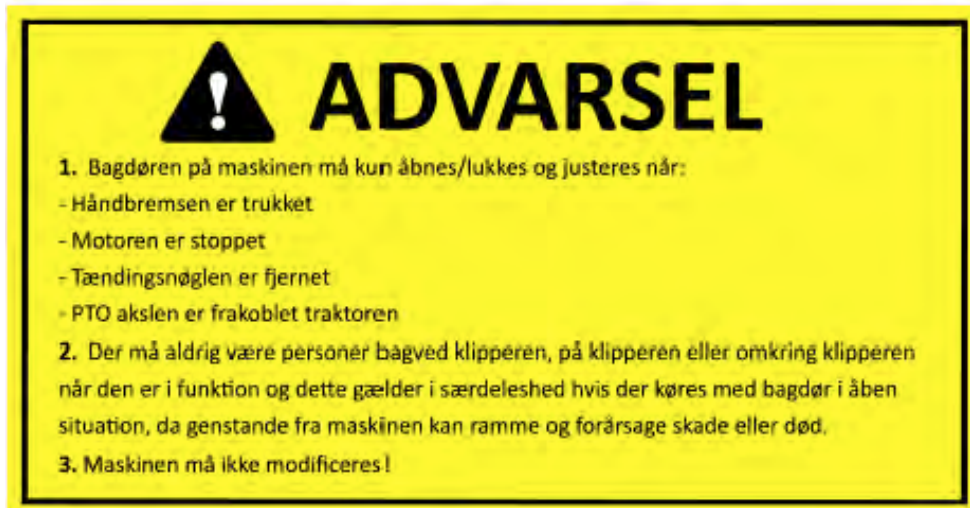 ADVARSEL
1. Bagdøren på maskinen må kun åbnes/lukkes og justeres når:
- Håndbremsen er trukket
- Motoren er stoppet
- Tændingsnøglen er fjernet
- PTO akslen er frakoblet traktoren
2. Der må aldrig være personer bagved klipperen, på klipperen eller omkring klipperen
når den er i funktion og dette gælder i særdeleshed hvis der køres med bagdør i åben
situation, da genstande fra maskinen kan ramme og forårsage skade eller død.
3. Maskinen må ikke modificeres!